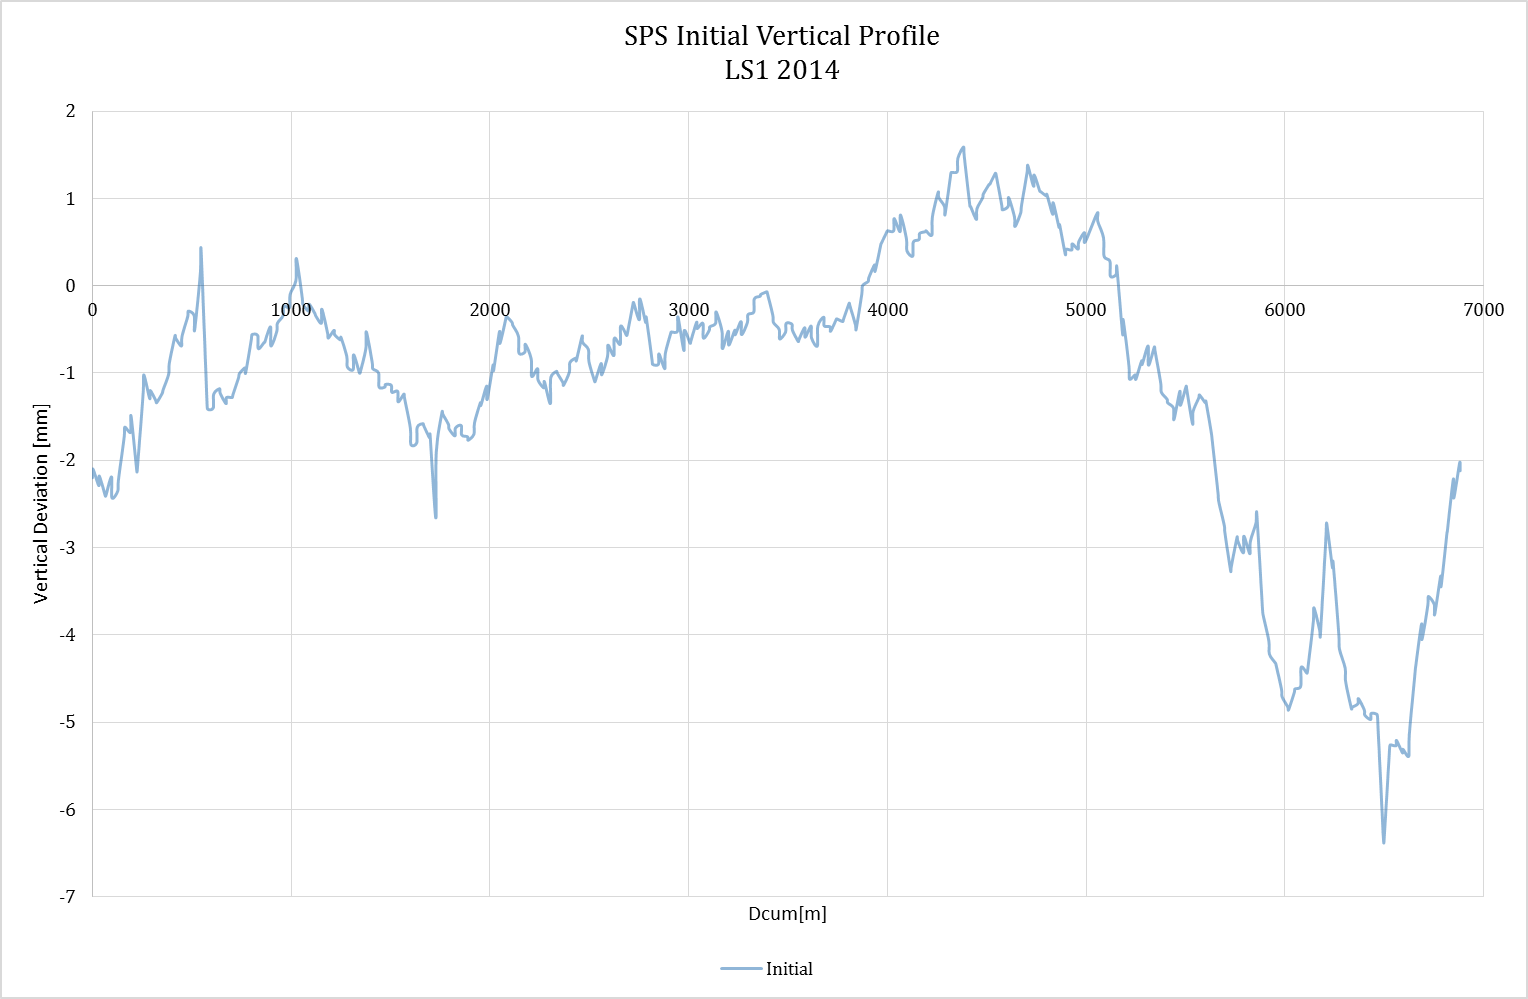 SPS Initial Vertical Profile
LS1 2014
2
1
0
-1
-2
-3
-4
-5
-6
-7
Vertical Deviation [mm]
0 1000 2000 3000 4000 5000 6000 7000
Dcum[m]
Initial